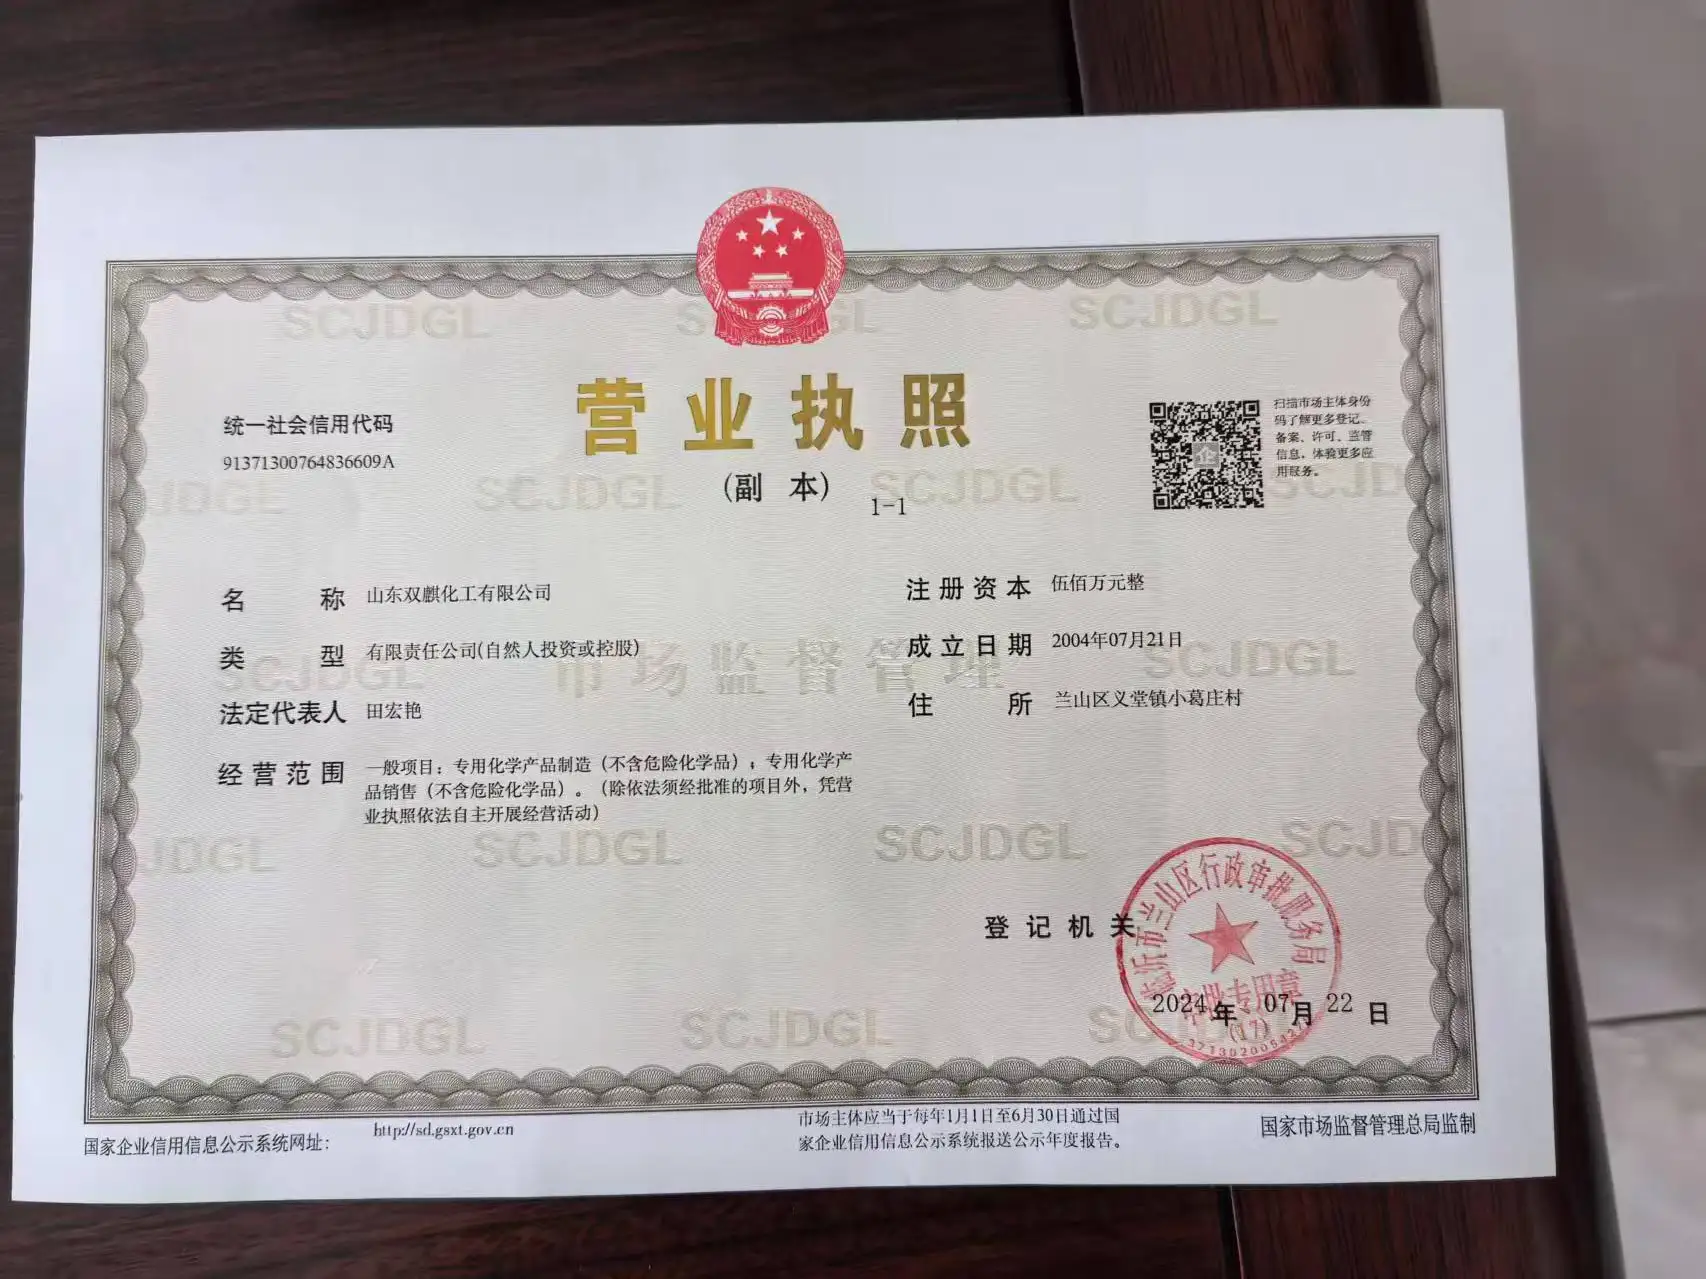 营业执照
(副 本)
1-1
统一社会信用代码
91371300764836609A
扫描市场主体身份
码了解更多登记、
备案、许可、监管
信息,体验更多应
用服务。
名 称 山东双麒化工有限公司
类 型 有限责任公司(自然人投资或控股)
法定代表人 田宏艳
经营范围 一般项目:专用化学产品制造(不含危险化学品);专用化学产
品销售(不含危险化学品)。(除依法须经批准的项目外,凭营
业执照依法自主开展经营活动)
注册资本 伍佰万元整
成立日期 2004年07月21日
住 所 兰山区义堂镇小葛庄村
市场监督管理
SCJDGL
登记机关
临沂市兰山区行政审批服务局
审批专用章
(17)
2024年07月22日
国家企业信用信息公示系统网址:
http://sd.gsxt.gov.cn
市场主体应当于每年1月1日至6月30日通过国
家企业信用信息公示系统报送公示年度报告。
国家市场监督管理总局监制